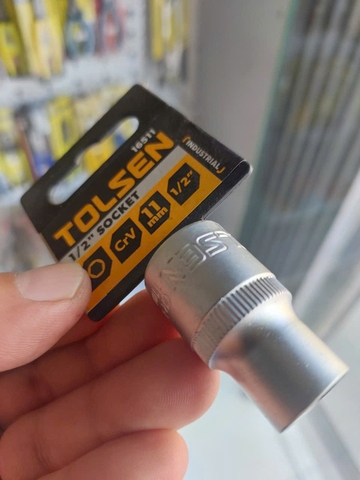 16511
TOLSEN
(INDUSTRIAL)
1/2" SOCKET
CrV
11
mm
1/2"